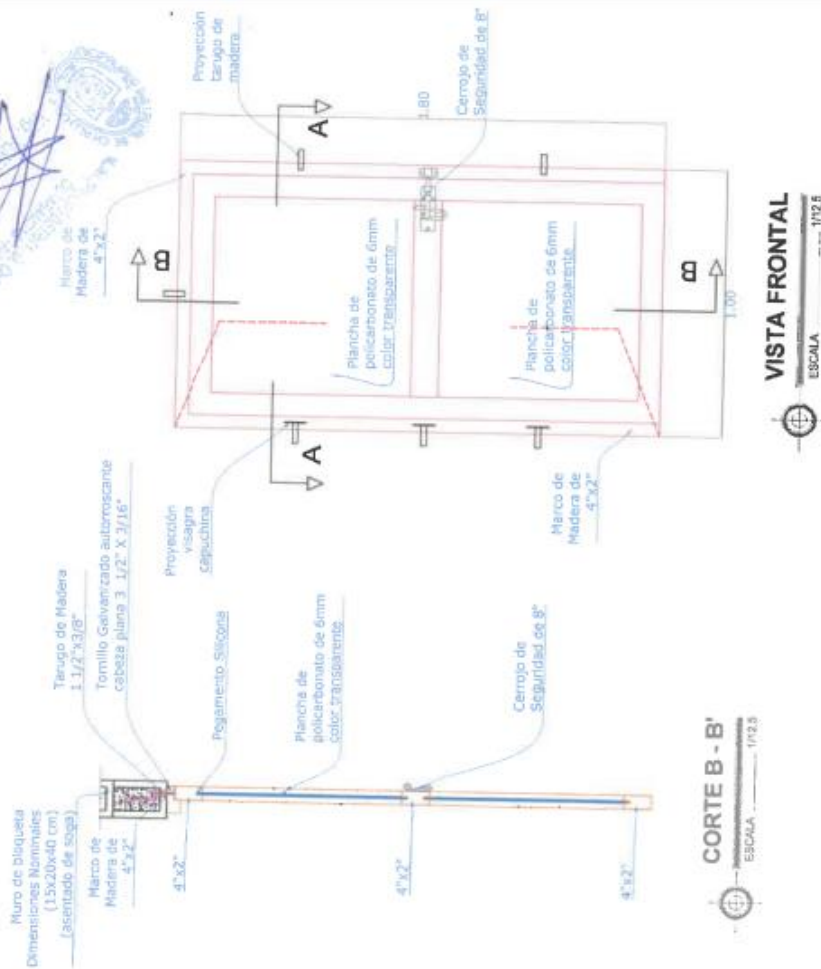 Muro de bloqueta
Dimensiones Nominales
(15x20x40 cm)
(asentado de soga)
Marco de
Madera de
4"x2"
4"x2"
4"x2"
4"x2"
Tarugo de Madera
1 1/2"x3/8"
Tornillo Galvanizado autorroscante
cabeza plana 3 1/2" X 3/16"
Pegamento Silicona
Plancha de
policarbonato de 6mm
color transparente
Cerrojo de
Seguridad de 8"
CORTE B - B'
ESCALA 1/12.5
Proyección
visagra
capuchina
Marco de
Madera de
4"x2"
Marco de
Madera de
4"x2"
Proyección
tarugo de
madera
A
A
B
B
Plancha de
policarbonato de 6mm
color transparente
Plancha de
policarbonato de 6mm
color transparente
1.80
1.00
Cerrojo de
Seguridad de 8"
VISTA FRONTAL
ESCALA 1/12.5